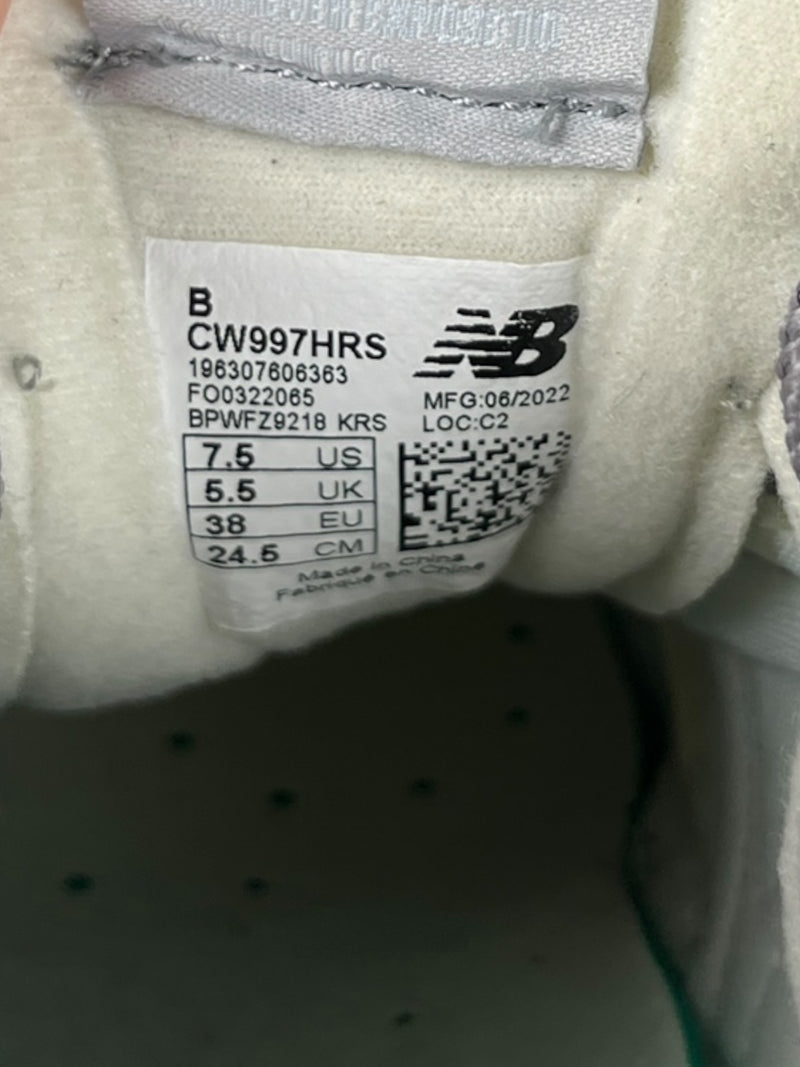 B
CW997HRS
196307606363
FO0322065
BPWFZ9218 KRS
NB
MFG:06/2022
LOC:C2
7.5 US
5.5 UK
38 EU
24.5 CM
Made in China
Fabriqué en Chine